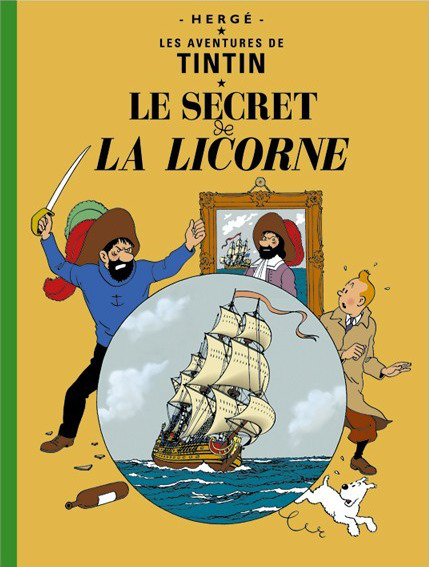 - HERGÉ -
LES AVENTURES DE
TINTIN
LE SECRET
de
LA LICORNE